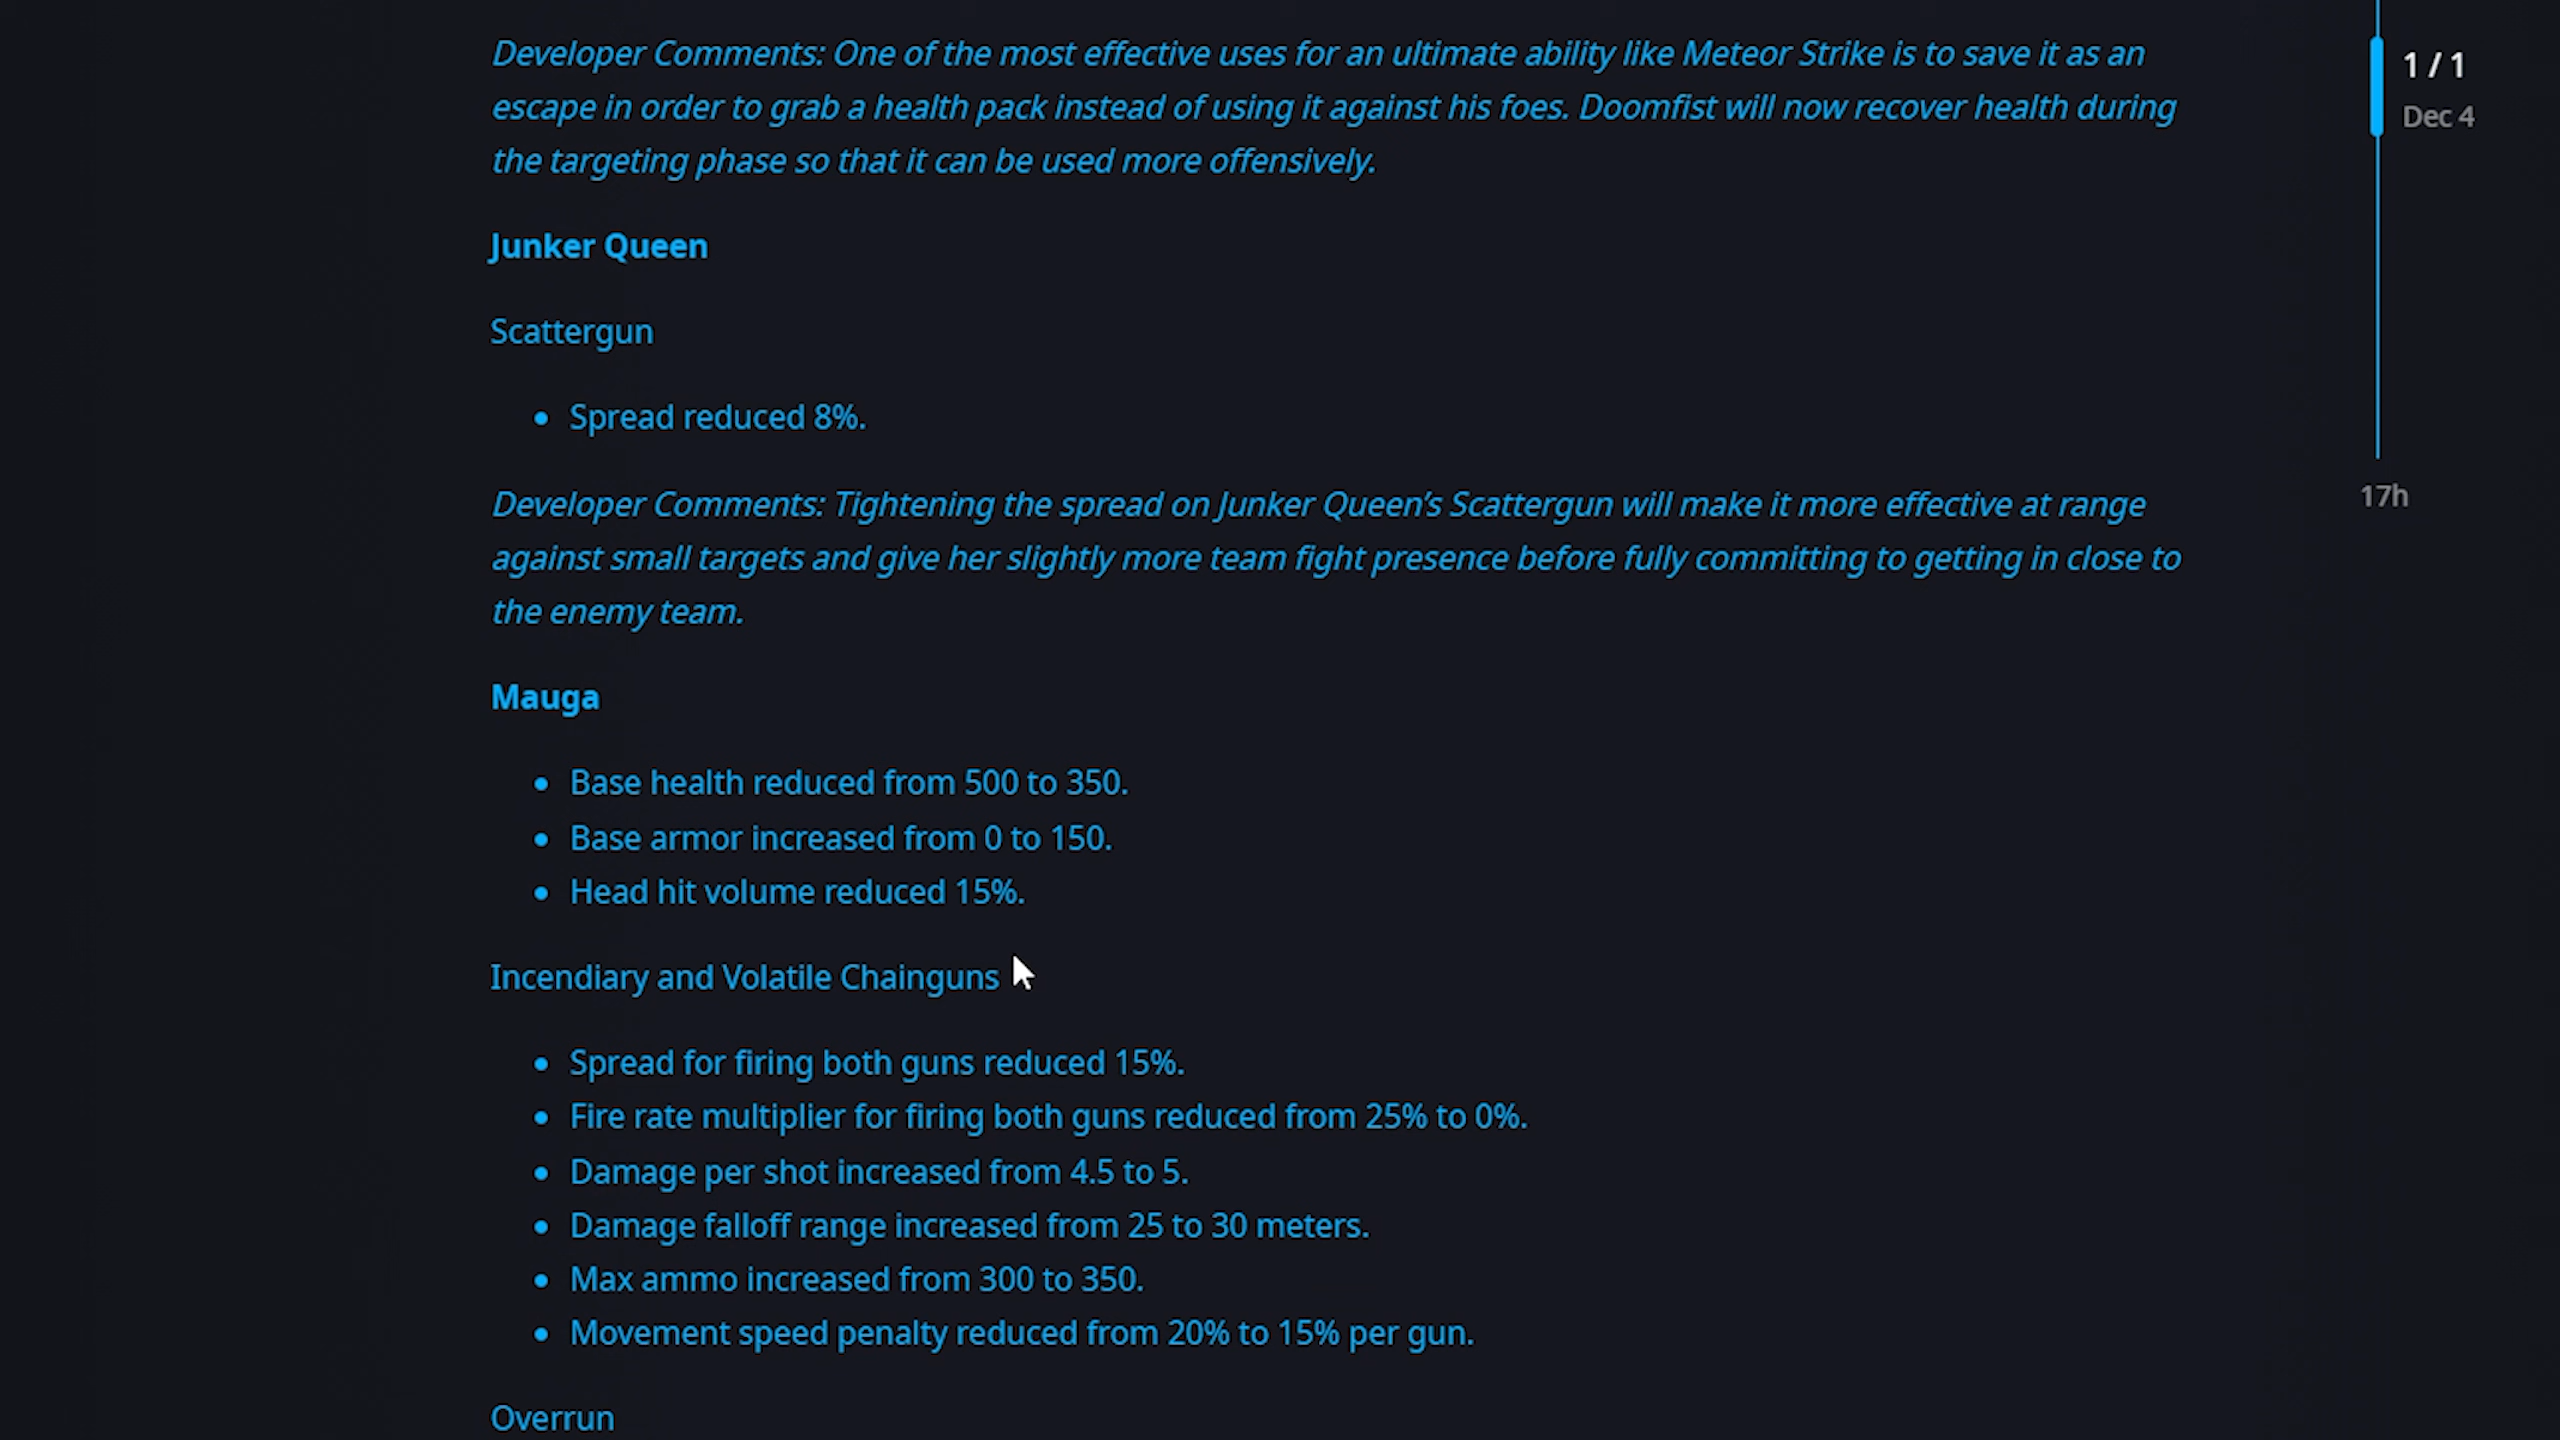 Developer Comments: One of the most effective uses for an ultimate ability like Meteor Strike is to save it as an
escape in order to grab a health pack instead of using it against his foes. Doomfist will now recover health during
the targeting phase so that it can be used more offensively.
Junker Queen
Scattergun
• Spread reduced 8%.
Developer Comments: Tightening the spread on Junker Queen’s Scattergun will make it more effective at range
against small targets and give her slightly more team fight presence before fully committing to getting in close to
the enemy team.
Mauga
• Base health reduced from 500 to 350.
• Base armor increased from 0 to 150.
• Head hit volume reduced 15%.
Incendiary and Volatile Chainguns
• Spread for firing both guns reduced 15%.
• Fire rate multiplier for firing both guns reduced from 25% to 0%.
• Damage per shot increased from 4.5 to 5.
• Damage falloff range increased from 25 to 30 meters.
• Max ammo increased from 300 to 350.
• Movement speed penalty reduced from 20% to 15% per gun.
Overrun
1 / 1
Dec 4
17h